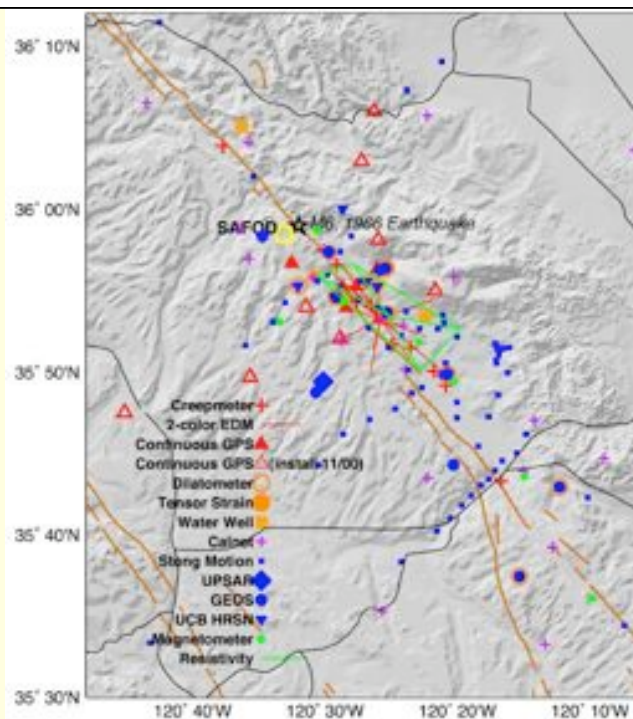 36° 10'N
36° 00'N
SAFOD M6, 1966 Earthquake
35° 50'N
Creepmeter
2-color EDM
Continuous GPS
Continuous GPS (install 11/00)
Dilatometer
Tensor Strain
Water Well
Calnet
Stong Motion
35° 40'N
UPSAR
GEOS
UCB HRSN
Magnetometer
Resistivity
35° 30'N
120° 40'W 120° 30'W 120° 20'W 120° 10'W